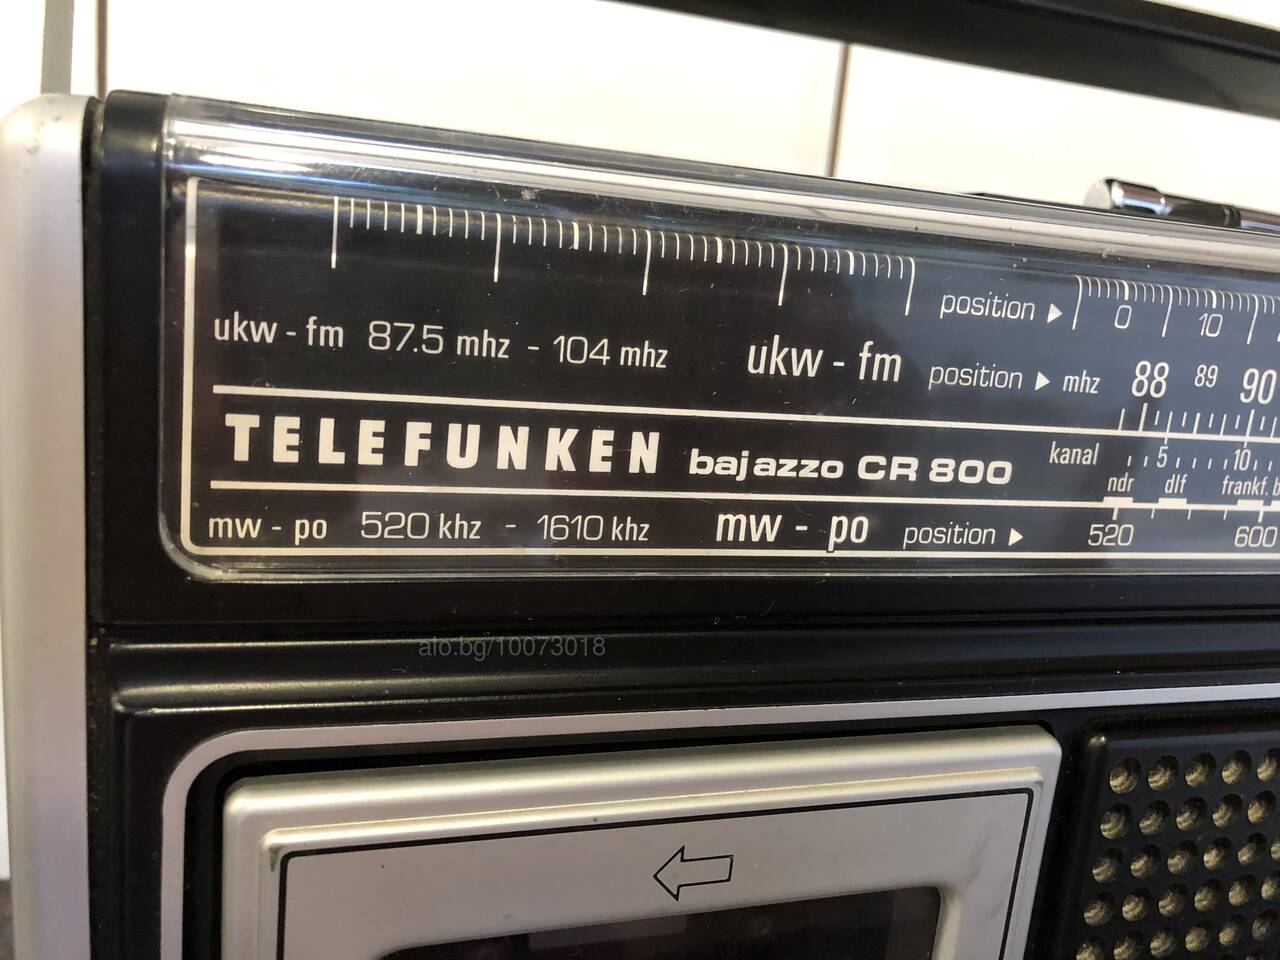 position ▶ 0 10
ukw - fm 87.5 mhz - 104 mhz ukw - fm position ▶ mhz 88 89 90
TELEFUNKEN bajazzo CR 800 kanal 5 10
ndr dlf frankf.
mw - po 520 khz - 1610 khz mw - po position ▶ 520 600
alo.bg/10073018